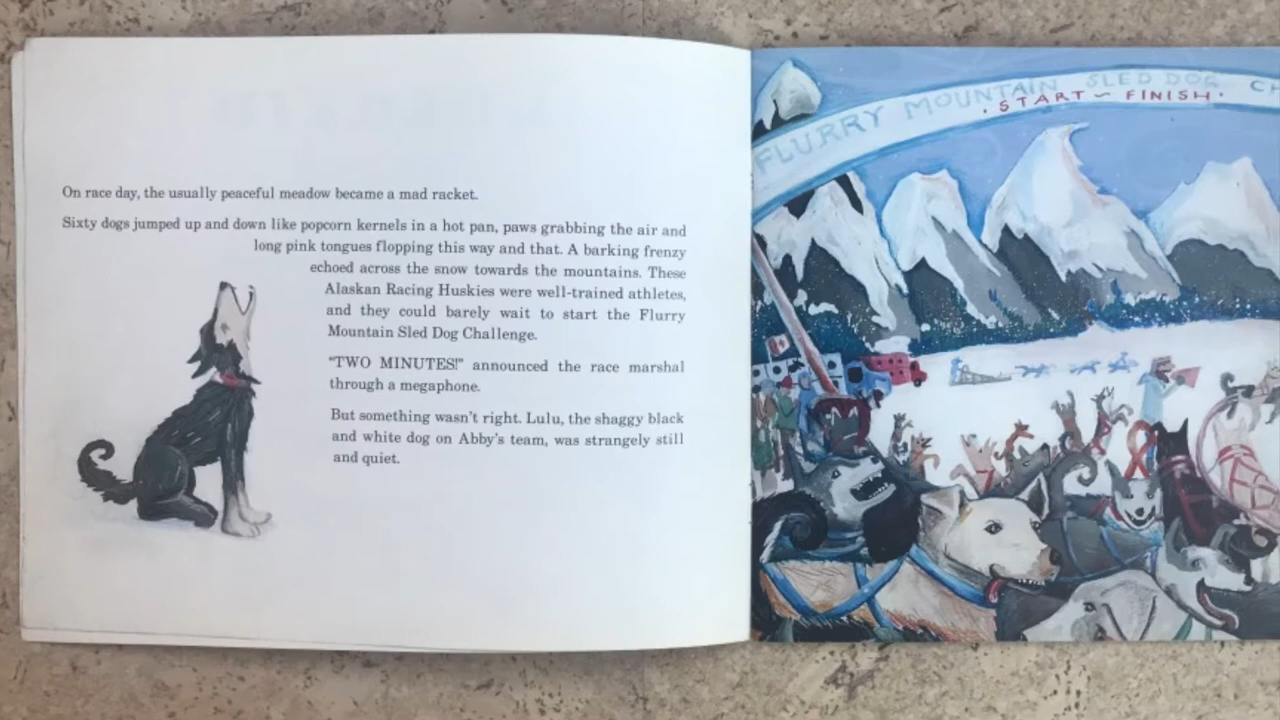 On race day, the usually peaceful meadow became a mad racket.
Sixty dogs jumped up and down like popcorn kernels in a hot pan, paws grabbing the air and
long pink tongues flopping this way and that. A barking frenzy
echoed across the snow towards the mountains. These
Alaskan Racing Huskies were well-trained athletes,
and they could barely wait to start the Flurry
Mountain Sled Dog Challenge.
"TWO MINUTES!" announced the race marshal
through a megaphone.
But something wasn't right. Lulu, the shaggy black
and white dog on Abby's team, was strangely still
and quiet.
FLURRY MOUNTAIN SLED DOG CH
· START ~ FINISH ·